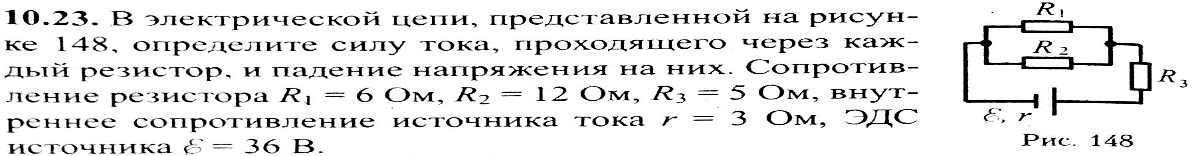 10.23. В электрической цепи, представленной на рисун-
ке 148, определите силу тока, проходящего через каж-
дый резистор, и падение напряжения на них. Сопротив-
ление резистора R₁ = 6 Ом, R₂ = 12 Ом, R₃ = 5 Ом, внут-
реннее сопротивление источника тока r = 3 Ом, ЭДС
источника ℰ = 36 В.
R₁
R₂
R₃
ℰ, r
Рис. 148